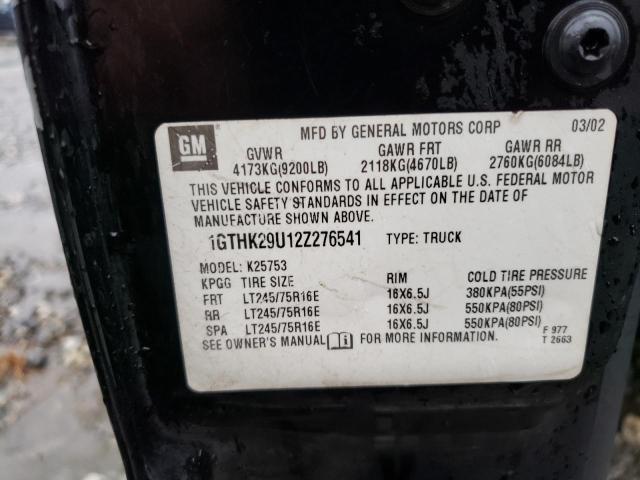 GM
MFD BY GENERAL MOTORS CORP 03/02
GVWR GAWR FRT GAWR RR
4173KG(9200LB) 2118KG(4670LB) 2760KG(6084LB)
THIS VEHICLE CONFORMS TO ALL APPLICABLE U.S. FEDERAL MOTOR
VEHICLE SAFETY STANDARDS IN EFFECT ON THE DATE OF
MANUFACTURE SHOWN ABOVE.
1GTHK29U12Z276541 TYPE: TRUCK
MODEL: K25753
KPGG TIRE SIZE RIM COLD TIRE PRESSURE
FRT LT245/75R16E 16X6.5J 380KPA(55PSI)
RR LT245/75R16E 16X6.5J 550KPA(80PSI)
SPA LT245/75R16E 16X6.5J 550KPA(80PSI)
SEE OWNER'S MANUAL FOR MORE INFORMATION.
F 977
T 2663